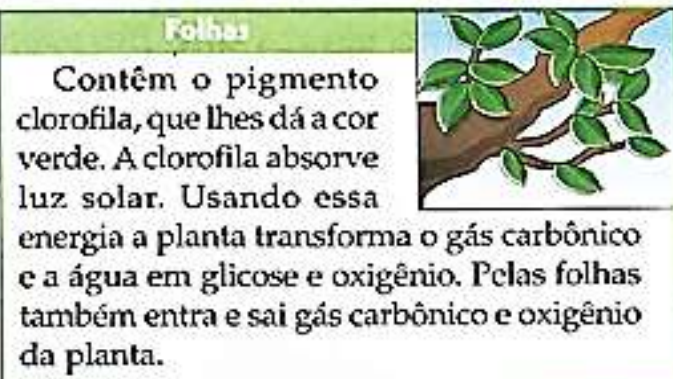 Folhas
Contêm o pigmento
clorofila, que lhes dá a cor
verde. A clorofila absorve
luz solar. Usando essa
energia a planta transforma o gás carbônico
e a água em glicose e oxigênio. Pelas folhas
também entra e sai gás carbônico e oxigênio
da planta.